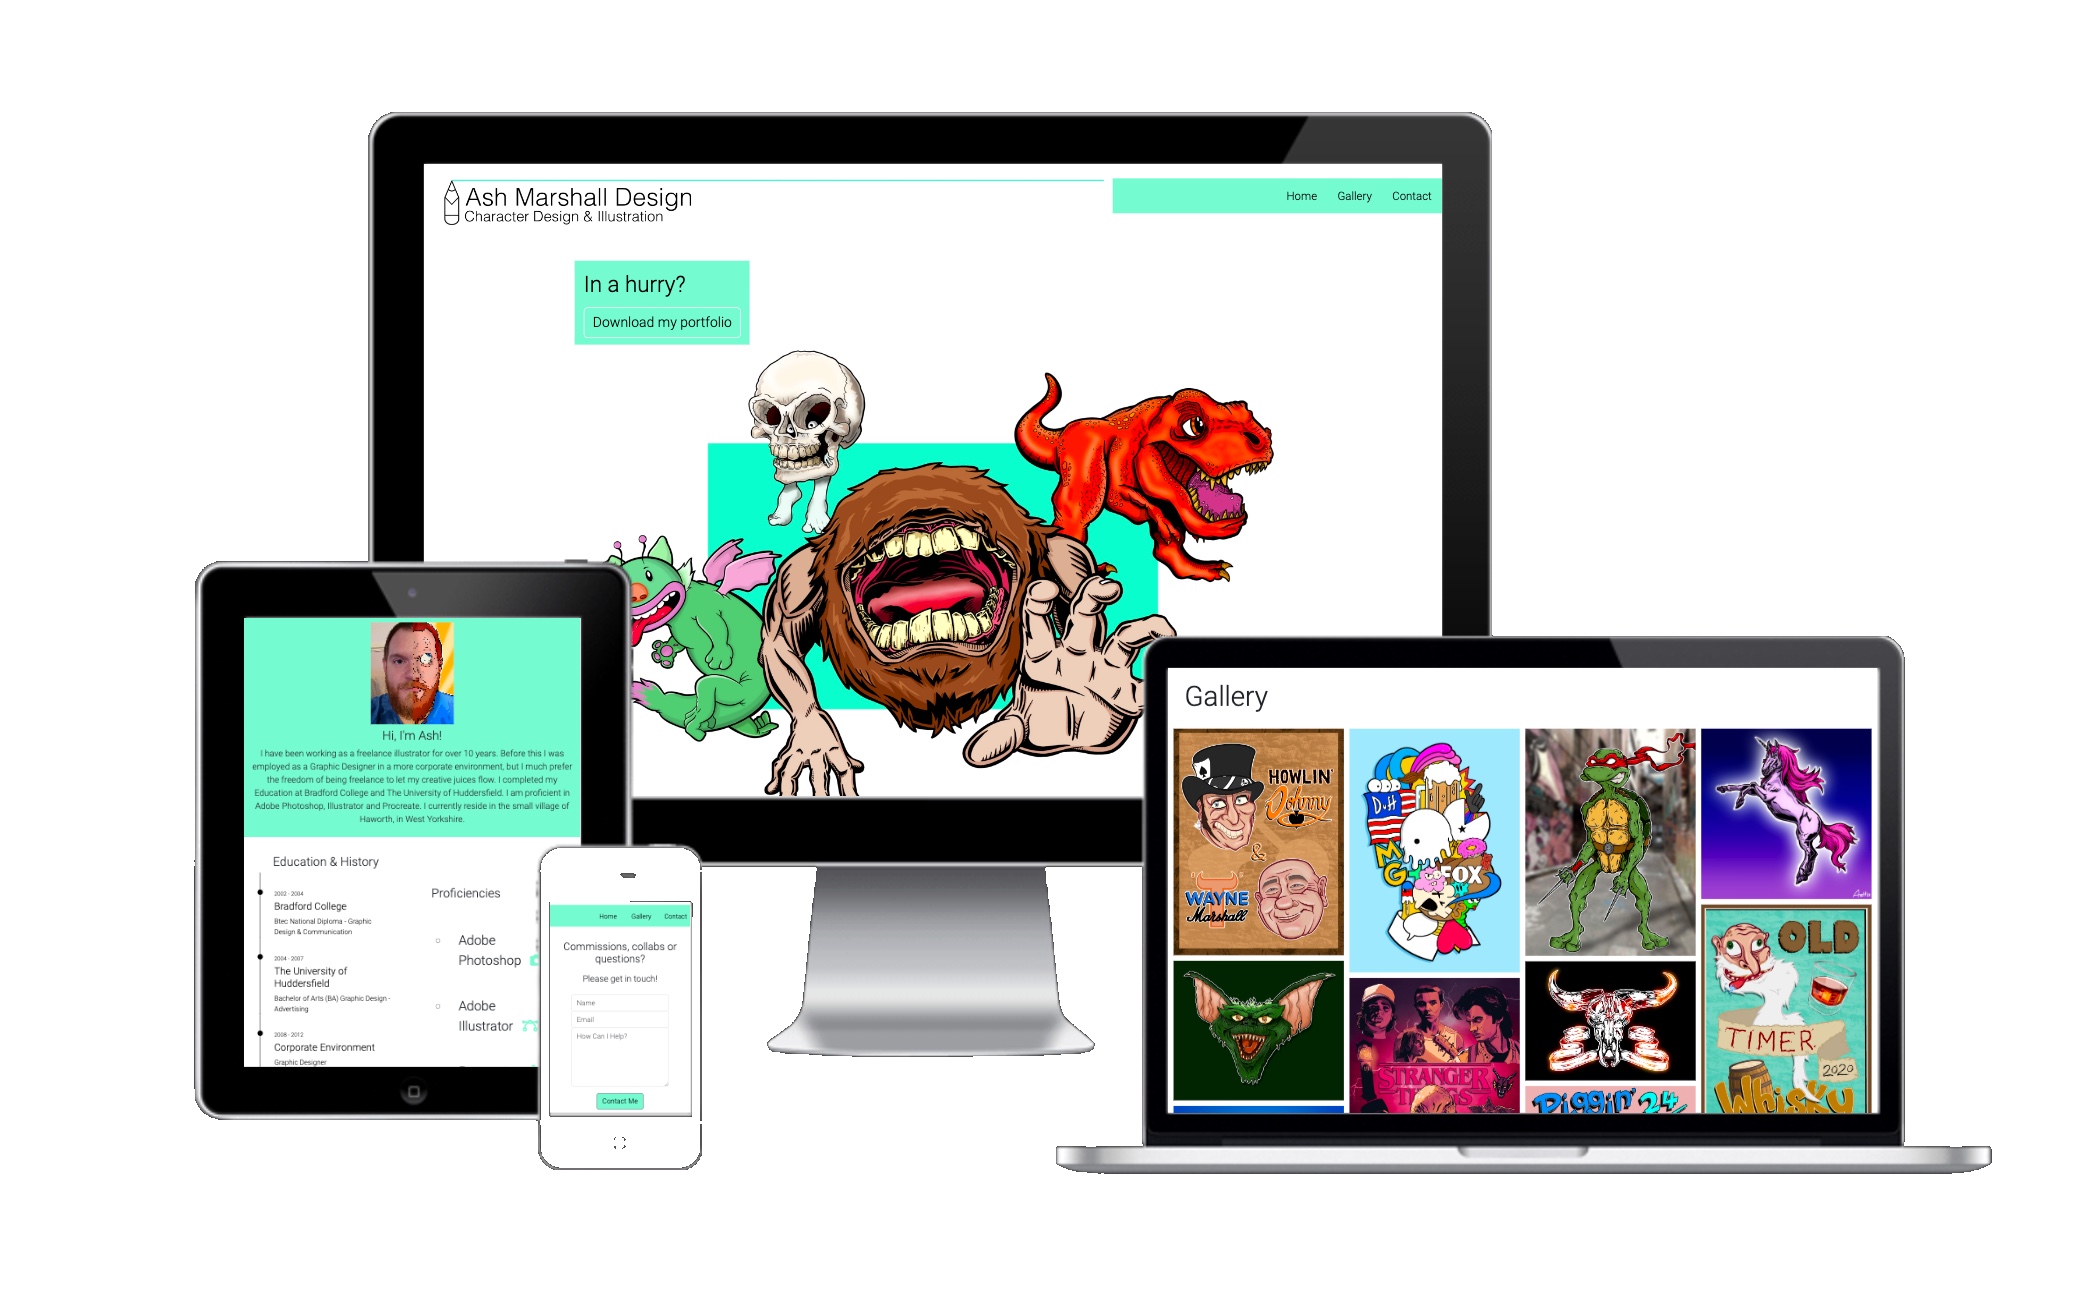 Ash Marshall Design
Character Design & Illustration
Home Gallery Contact
In a hurry?
Download my portfolio
Hi, I'm Ash!
I have been working as a freelance illustrator for over 10 years. Before this I was
employed as a Graphic Designer in a more corporate environment, but I much prefer
the freedom of being freelance to let my creative juices flow. I completed my
Education at Bradford College and The University of Huddersfield. I am proficient in
Adobe Photoshop, Illustrator and Procreate. I currently reside in the small village of
Haworth, in West Yorkshire.
Education & History
2002 - 2004
Bradford College
Btec National Diploma - Graphic
Design & Communication
2004 - 2007
The University of
Huddersfield
Bachelor of Arts (BA) Graphic Design -
Advertising
2008 - 2012
Corporate Environment
Graphic Designer
Proficiencies
Adobe
Photoshop
Adobe
Illustrator
Home Gallery Contact
Commissions, collabs or
questions?
Please get in touch!
Name
Email
How Can I Help?
Contact Me
Gallery
HOWLIN'
Johnny
&
WAYNE
Marshall
Duff
FOX
STRANGER
OLD
TIMER
2020
Whisky
Diggin' 24